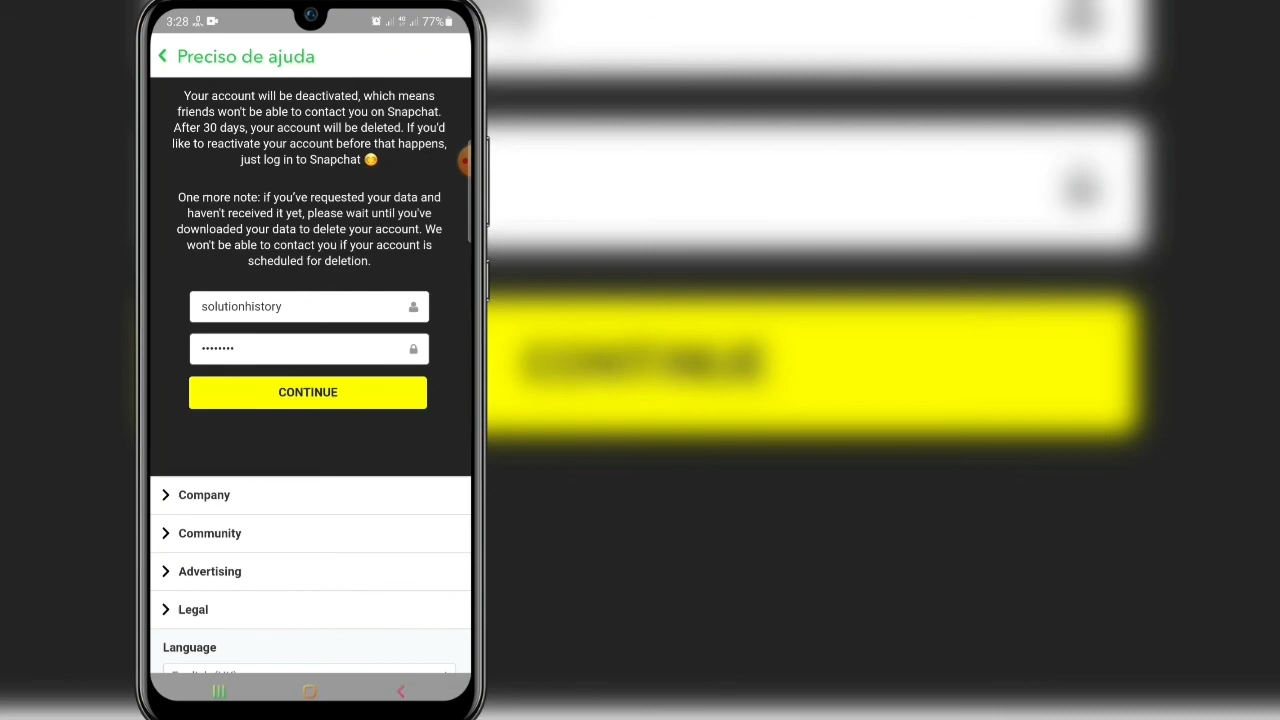 3:28
77%
Preciso de ajuda
Your account will be deactivated, which means
friends won't be able to contact you on Snapchat.
After 30 days, your account will be deleted. If you'd
like to reactivate your account before that happens,
just log in to Snapchat 😋
One more note: if you've requested your data and
haven't received it yet, please wait until you've
downloaded your data to delete your account. We
won't be able to contact you if your account is
scheduled for deletion.
solutionhistory
••••••••
CONTINUE
CONTINUE
Company
Community
Advertising
Legal
Language